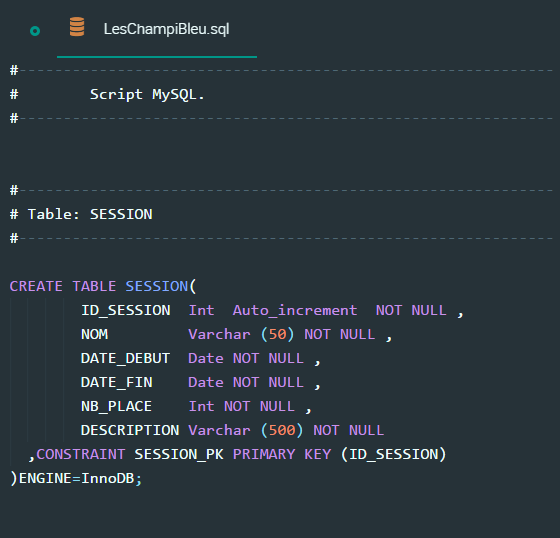 LesChampiBleu.sql
#------------------------------------------------------------
#        Script MySQL.
#------------------------------------------------------------
#------------------------------------------------------------
# Table: SESSION
#------------------------------------------------------------
CREATE TABLE SESSION(
        ID_SESSION  Int  Auto_increment  NOT NULL ,
        NOM         Varchar (50) NOT NULL ,
        DATE_DEBUT  Date NOT NULL ,
        DATE_FIN    Date NOT NULL ,
        NB_PLACE    Int NOT NULL ,
        DESCRIPTION Varchar (500) NOT NULL
  ,CONSTRAINT SESSION_PK PRIMARY KEY (ID_SESSION)
)ENGINE=InnoDB;